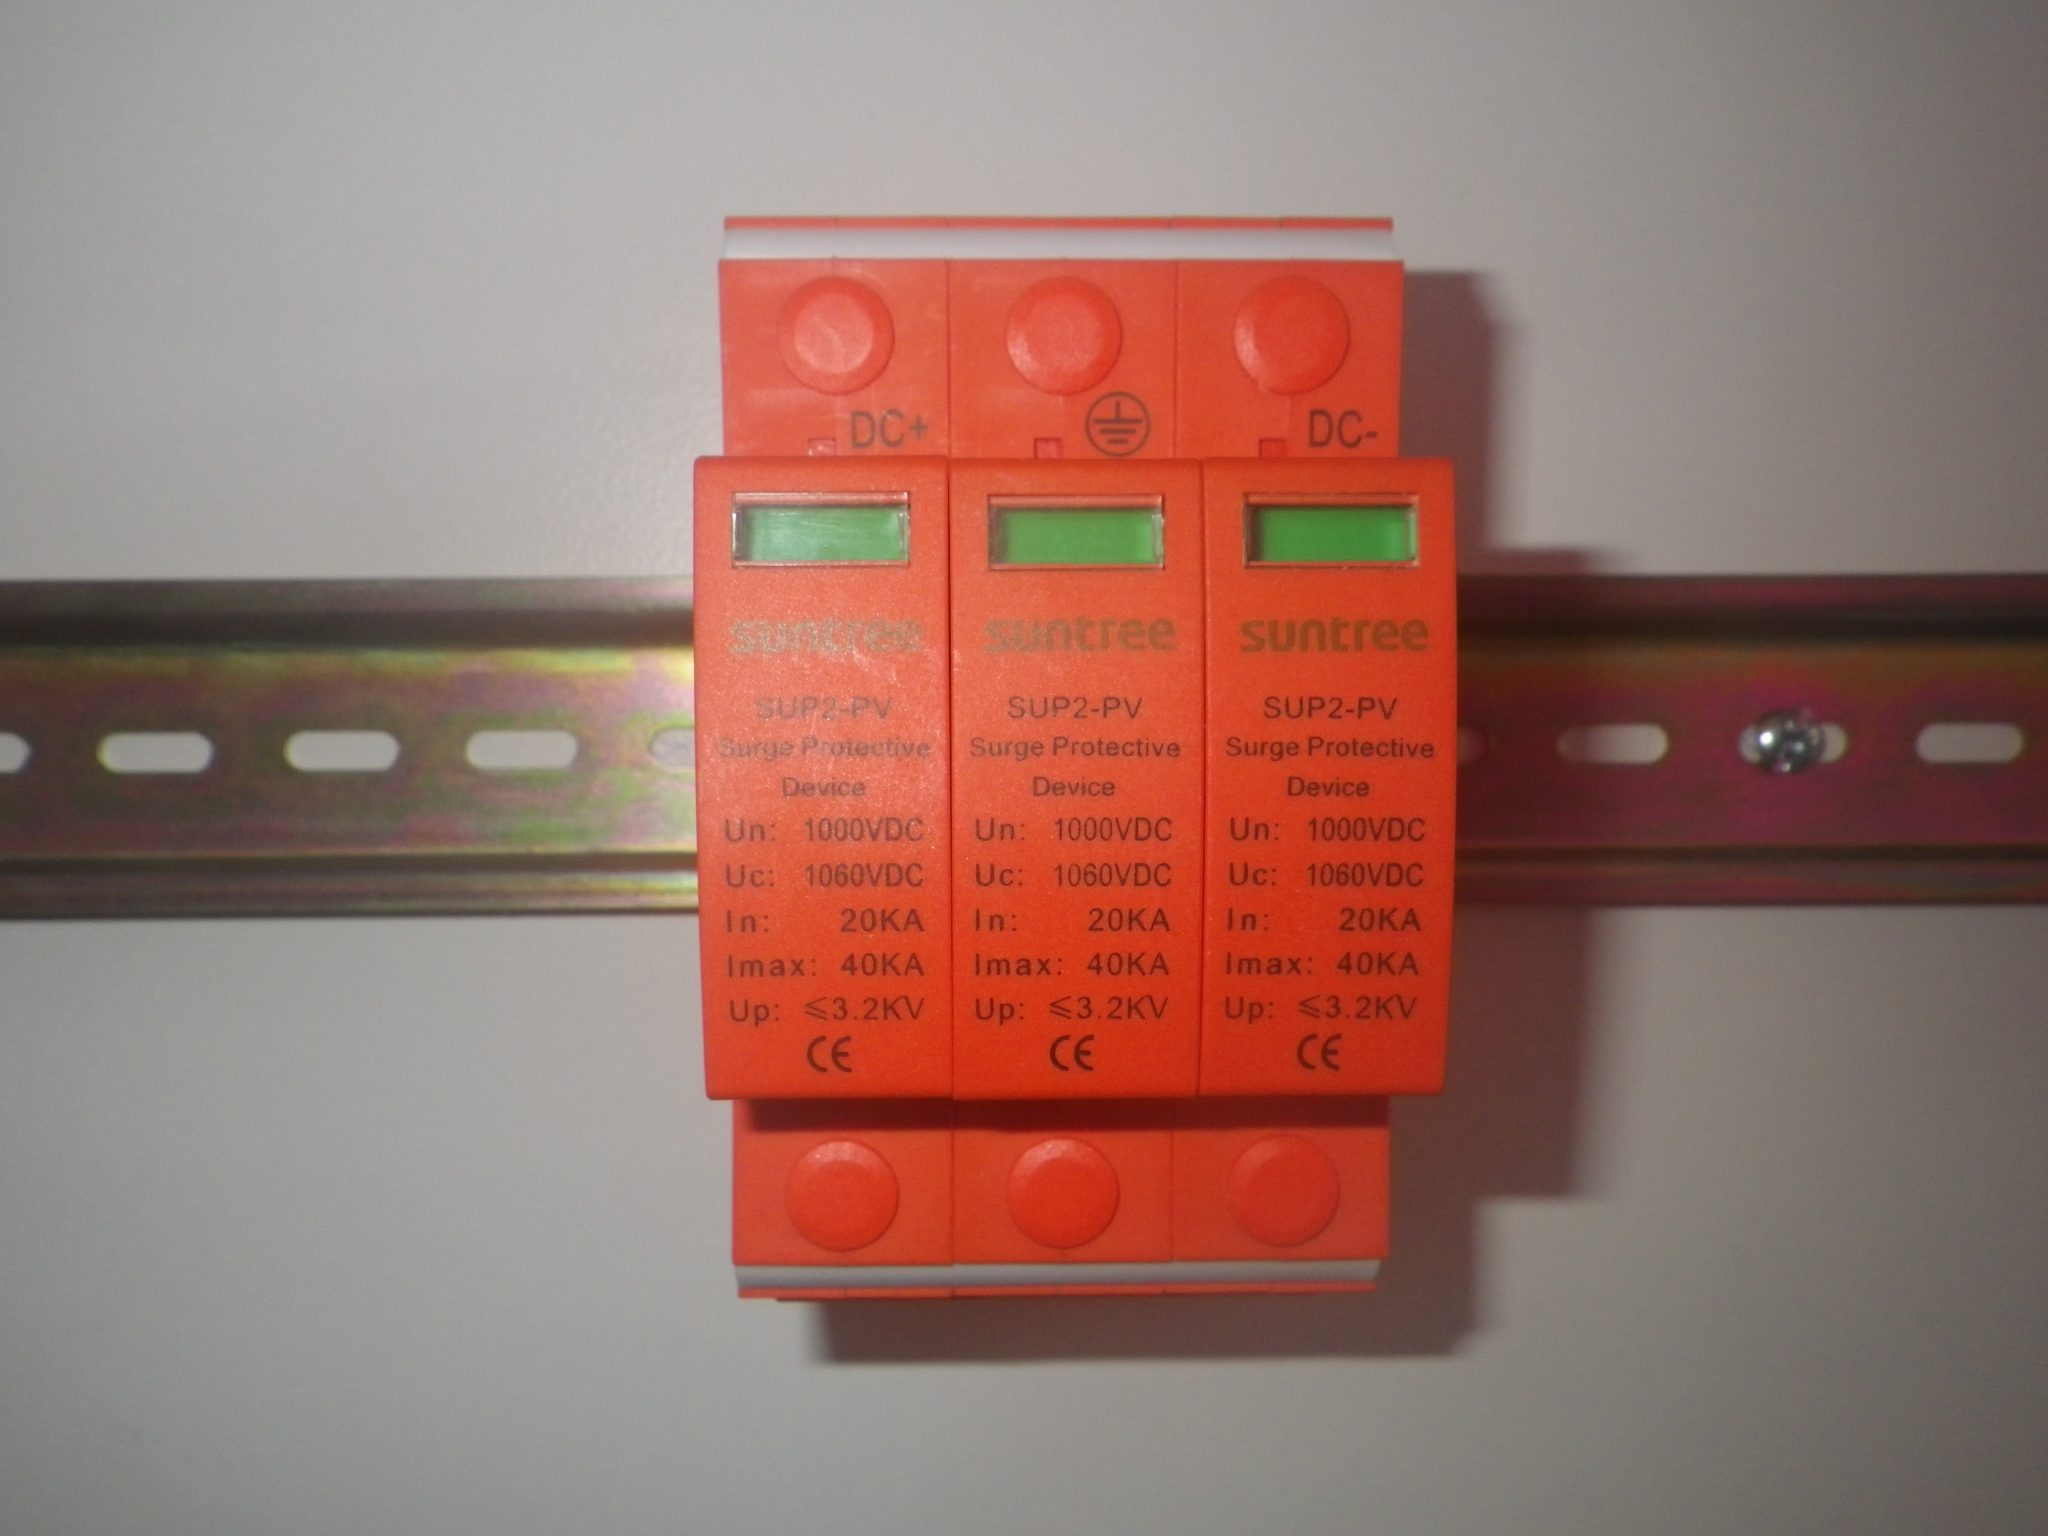 DC+ DC-
suntree
SUP2-PV
Surge Protective
Device
Un: 1000VDC
Uc: 1060VDC
In: 20KA
Imax: 40KA
Up: ≤3.2KV
CE
suntree
SUP2-PV
Surge Protective
Device
Un: 1000VDC
Uc: 1060VDC
In: 20KA
Imax: 40KA
Up: ≤3.2KV
CE
suntree
SUP2-PV
Surge Protective
Device
Un: 1000VDC
Uc: 1060VDC
In: 20KA
Imax: 40KA
Up: ≤3.2KV
CE